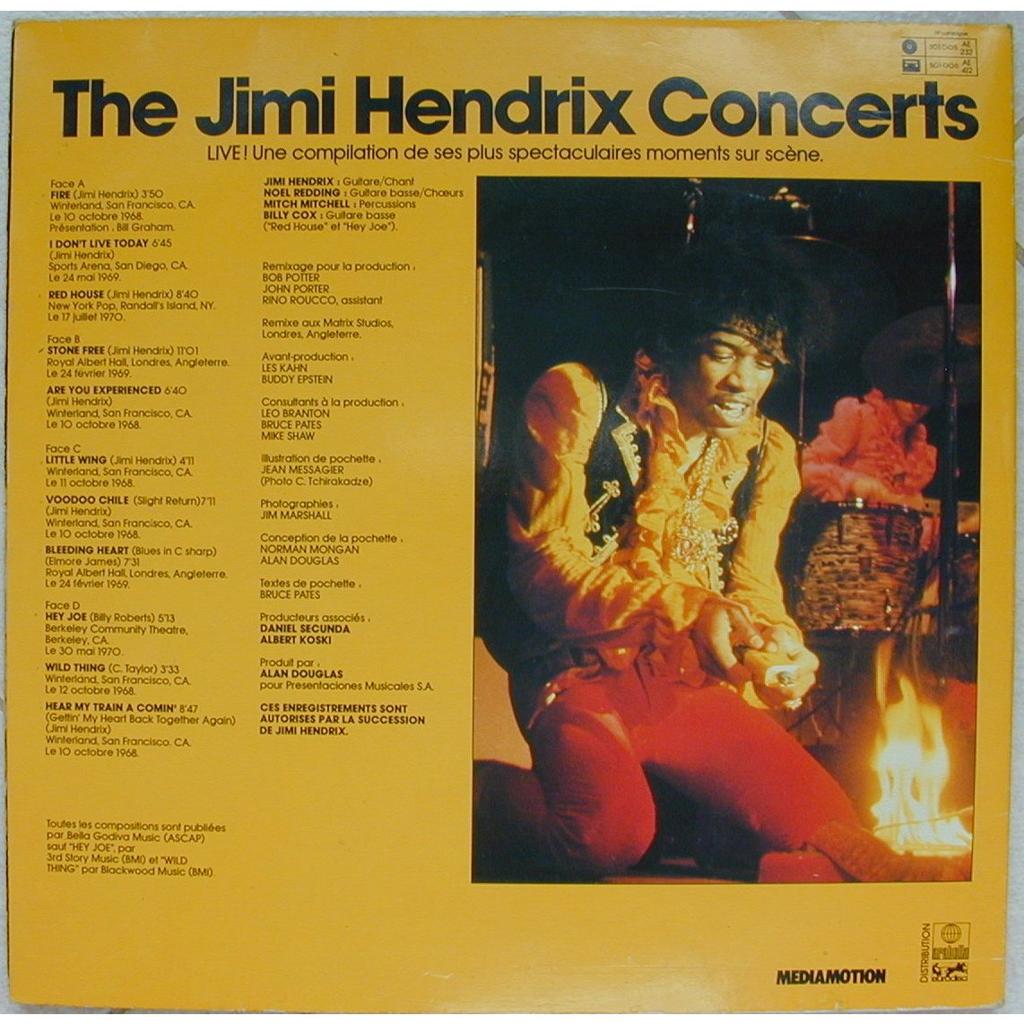 The Jimi Hendrix Concerts
LIVE! Une compilation de ses plus spectaculaires moments sur scène.
Face A
FIRE (Jimi Hendrix) 3'50
Winterland, San Francisco, CA.
Le 10 octobre 1968.
Présentation : Bill Graham.
I DON'T LIVE TODAY 6'45
(Jimi Hendrix)
Sports Arena, San Diego, CA.
Le 24 mai 1969.
RED HOUSE (Jimi Hendrix) 8'40
New York Pop, Randall's Island, NY.
Le 17 juillet 1970.
Face B
STONE FREE (Jimi Hendrix) 11'01
Royal Albert Hall, Londres, Angleterre.
Le 24 février 1969.
ARE YOU EXPERIENCED 6'40
(Jimi Hendrix)
Winterland, San Francisco, CA.
Le 10 octobre 1968.
Face C
LITTLE WING (Jimi Hendrix) 4'11
Winterland, San Francisco, CA.
Le 11 octobre 1968.
VOODOO CHILE (Slight Return) 7'11
(Jimi Hendrix)
Winterland, San Francisco, CA.
Le 10 octobre 1968.
BLEEDING HEART (Blues in C sharp)
(Elmore James) 7'31
Royal Albert Hall, Londres, Angleterre.
Le 24 février 1969.
Face D
HEY JOE (Billy Roberts) 5'13
Berkeley Community Theatre,
Berkeley, CA.
Le 30 mai 1970.
WILD THING (C. Taylor) 3'33
Winterland, San Francisco, CA.
Le 12 octobre 1968.
HEAR MY TRAIN A COMIN' 8'47
(Gettin' My Heart Back Together Again)
(Jimi Hendrix)
Winterland, San Francisco. CA.
Le 10 octobre 1968.
Toutes les compositions sont publiées
par Bella Godiva Music (ASCAP)
sauf "HEY JOE", par
3rd Story Music (BMI) et "WILD
THING" par Blackwood Music (BMI)
JIMI HENDRIX : Guitare/Chant
NOEL REDDING : Guitare basse/Chœurs
MITCH MITCHELL : Percussions
BILLY COX : Guitare basse
("Red House" et "Hey Joe").
Remixage pour la production :
BOB POTTER
JOHN PORTER
RINO ROUCCO, assistant
Remixe aux Matrix Studios,
Londres, Angleterre.
Avant-production :
LES KAHN
BUDDY EPSTEIN
Consultants à la production :
LEO BRANTON
BRUCE PATES
MIKE SHAW
Illustration de pochette :
JEAN MESSAGIER
(Photo C. Tchirakadze)
Photographies :
JIM MARSHALL
Conception de la pochette :
NORMAN MONGAN
ALAN DOUGLAS
Textes de pochette :
BRUCE PATES
Producteurs associés :
DANIEL SECUNDA
ALBERT KOSKI
Produit par :
ALAN DOUGLAS
pour Presentaciones Musicales S.A.
CES ENREGISTREMENTS SONT
AUTORISES PAR LA SUCCESSION
DE JIMI HENDRIX.
MEDIAMOTION
DISTRIBUTION
ariola
eurodisc